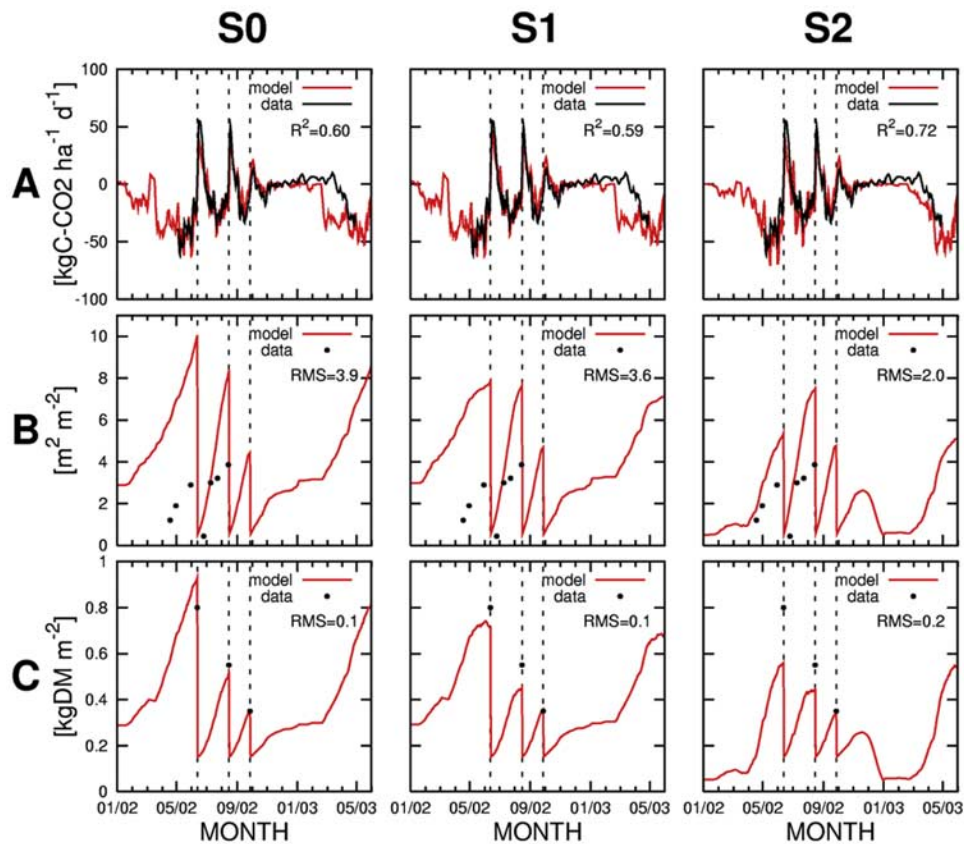 S0 S1 S2
A
[kgC-CO2 ha⁻¹ d⁻¹]
100
50
0
-50
-100
model
data
R²=0.60
model
data
R²=0.59
model
data
R²=0.72
B
[m² m⁻²]
10
8
6
4
2
0
model
data
RMS=3.9
model
data
RMS=3.6
model
data
RMS=2.0
C
[kgDM m⁻²]
1
0.8
0.6
0.4
0.2
0
model
data
RMS=0.1
model
data
RMS=0.1
model
data
RMS=0.2
01/02 05/02 09/02 01/03 05/03
01/02 05/02 09/02 01/03 05/03
01/02 05/02 09/02 01/03 05/03
MONTH MONTH MONTH